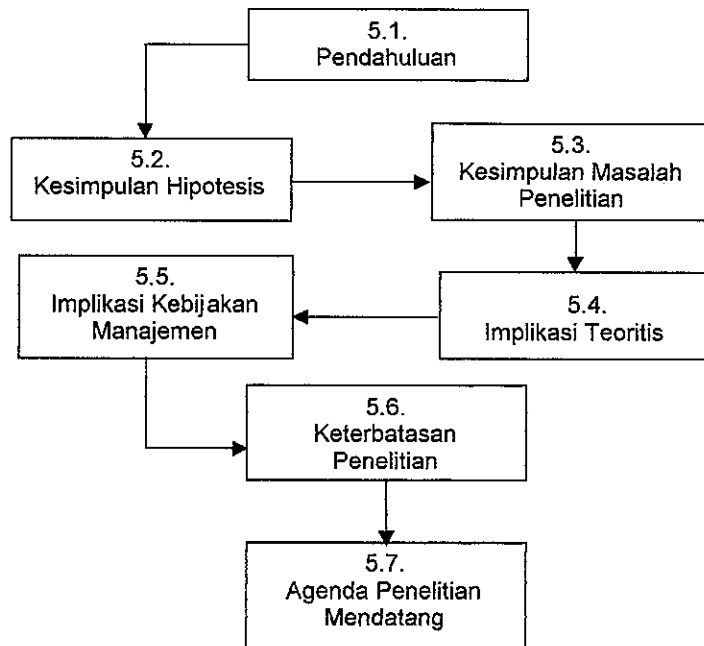 5.1.
Pendahuluan
5.2.
Kesimpulan Hipotesis
5.3.
Kesimpulan Masalah
Penelitian
5.4.
Implikasi Teoritis
5.5.
Implikasi Kebijakan
Manajemen
5.6.
Keterbatasan
Penelitian
5.7.
Agenda Penelitian
Mendatang